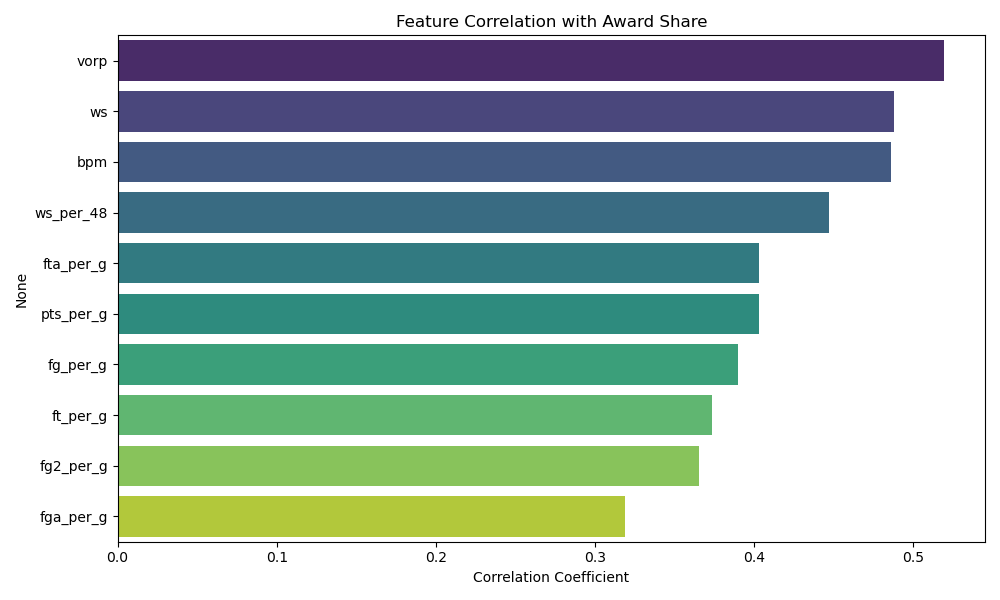 Feature Correlation with Award Share
vorp
ws
bpm
ws_per_48
fta_per_g
pts_per_g
fg_per_g
ft_per_g
fg2_per_g
fga_per_g
None
0.0 0.1 0.2 0.3 0.4 0.5
Correlation Coefficient